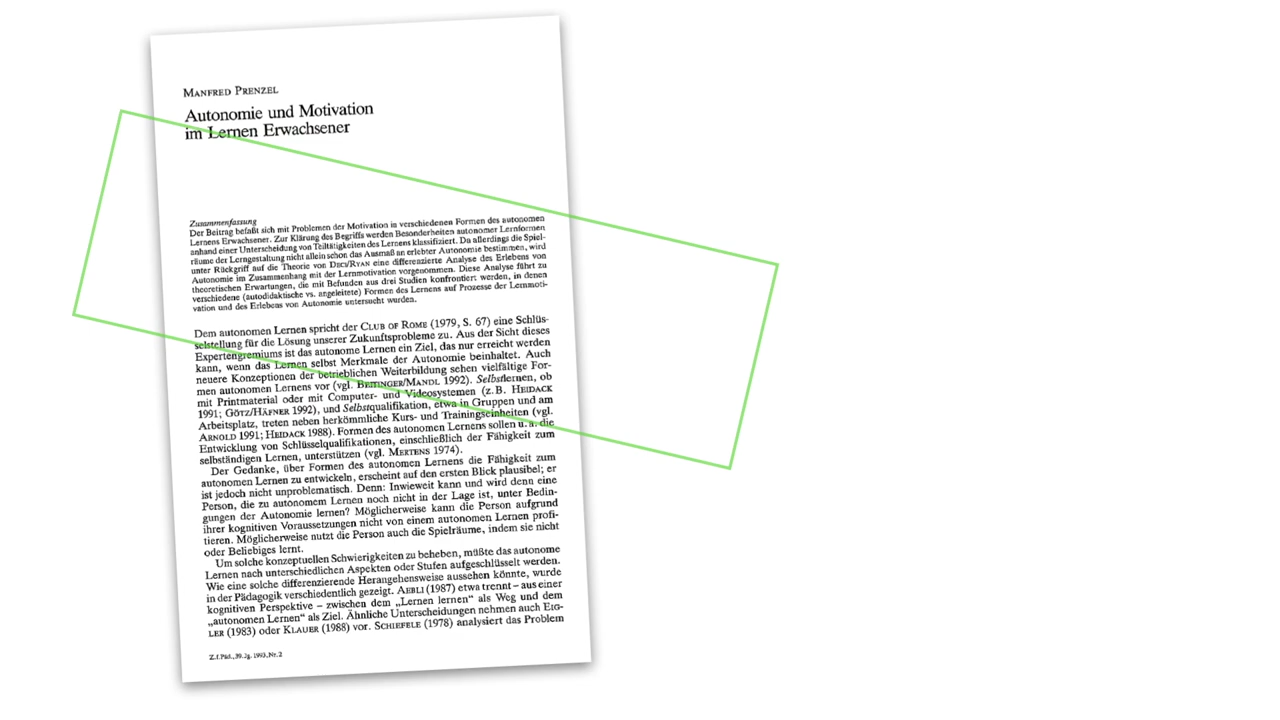 MANFRED PRENZEL
Autonomie und Motivation
im Lernen Erwachsener
Zusammenfassung
Der Beitrag befaßt sich mit Problemen der Motivation in verschiedenen Formen des autonomen
Lernens Erwachsener. Zur Klärung des Begriffs werden Besonderheiten autonomer Lernformen
anhand einer Unterscheidung von Teiltätigkeiten des Lernens klassifiziert. Da allerdings die Spiel-
räume der Lerngestaltung nicht allein schon das Ausmaß an erlebter Autonomie bestimmen, wird
unter Rückgriff auf die Theorie von DECI/RYAN eine differenzierte Analyse des Erlebens von
Autonomie im Zusammenhang mit der Lernmotivation vorgenommen. Diese Analyse führt zu
theoretischen Erwartungen, die mit Befunden aus drei Studien konfrontiert werden, in denen
verschiedene (autodidaktische vs. angeleitete) Formen des Lernens auf Prozesse der Lernmoti-
vation und des Erlebens von Autonomie untersucht wurden.
Dem autonomen Lernen spricht der CLUB OF ROME (1979, S. 67) eine Schlüs-
selstellung für die Lösung unserer Zukunftsprobleme zu. Aus der Sicht dieses
Expertengremiums ist das autonome Lernen ein Ziel, das nur erreicht werden
kann, wenn das Lernen selbst Merkmale der Autonomie beinhaltet. Auch
neuere Konzeptionen der betrieblichen Weiterbildung sehen vielfältige For-
men autonomen Lernens vor (vgl. BEITINGER/MANDL 1992). Selbstlernen, ob
mit Printmaterial oder mit Computer- und Videosystemen (z.B. HEIDACK
1991; GÖTZ/HÄFNER 1992), und Selbstqualifikation, etwa in Gruppen und am
Arbeitsplatz, treten neben herkömmliche Kurs- und Trainingseinheiten (vgl.
ARNOLD 1991; HEIDACK 1988). Formen des autonomen Lernens sollen u.a. die
Entwicklung von Schlüsselqualifikationen, einschließlich der Fähigkeit zum
selbständigen Lernen, unterstützen (vgl. MERTENS 1974).
Der Gedanke, über Formen des autonomen Lernens die Fähigkeit zum
autonomen Lernen zu entwickeln, erscheint auf den ersten Blick plausibel; er
ist jedoch nicht unproblematisch. Denn: Inwieweit kann und wird denn eine
Person, die zu autonomem Lernen noch nicht in der Lage ist, unter Bedin-
gungen der Autonomie lernen? Möglicherweise kann die Person aufgrund
ihrer kognitiven Voraussetzungen nicht von einem autonomen Lernen profi-
tieren. Möglicherweise nutzt die Person auch die Spielräume, indem sie nicht
oder Beliebiges lernt.
Um solche konzeptuellen Schwierigkeiten zu beheben, müßte das autonome
Lernen nach unterschiedlichen Aspekten oder Stufen aufgeschlüsselt werden.
Wie eine solche differenzierende Herangehensweise aussehen könnte, wurde
in der Pädagogik verschiedentlich gezeigt. AEBLI (1987) etwa trennt – aus einer
kognitiven Perspektive – zwischen dem „Lernen lernen“ als Weg und dem
„autonomen Lernen“ als Ziel. Ähnliche Unterscheidungen nehmen auch EIG-
LER (1983) oder KLAUER (1988) vor. SCHIEFELE (1978) analysiert das Problem
Z.f.Päd., 39. Jg. 1993, Nr. 2